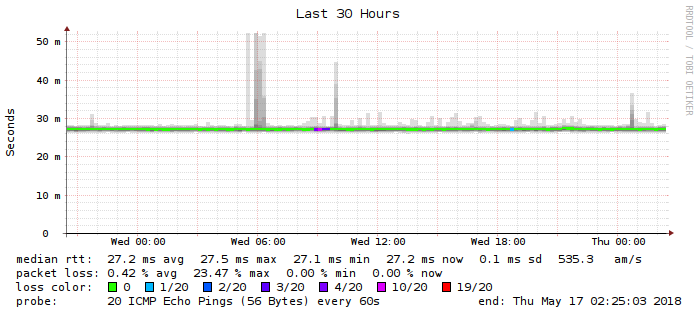 Last 30 Hours
RRDTOOL / TOBI OETIKER
Seconds
50 m
40 m
30 m
20 m
10 m
0
Wed 00:00 Wed 06:00 Wed 12:00 Wed 18:00 Thu 00:00
median rtt: 27.2 ms avg 27.5 ms max 27.1 ms min 27.2 ms now 0.1 ms sd 535.3 am/s
packet loss: 0.42 % avg 23.47 % max 0.00 % min 0.00 % now
loss color: 0 1/20 2/20 3/20 4/20 10/20 19/20
probe: 20 ICMP Echo Pings (56 Bytes) every 60s end: Thu May 17 02:25:03 2018